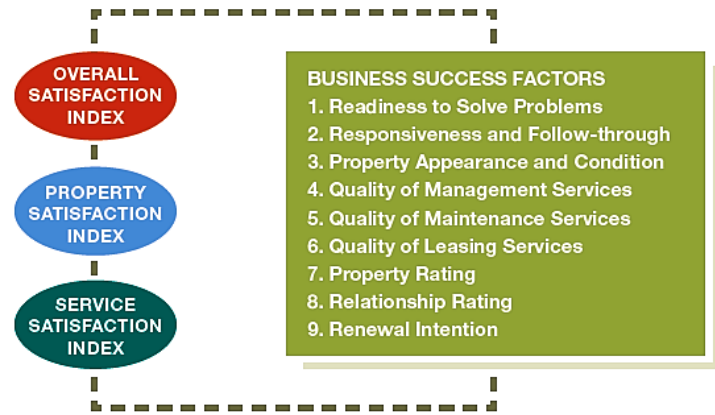 OVERALL
SATISFACTION
INDEX
PROPERTY
SATISFACTION
INDEX
SERVICE
SATISFACTION
INDEX
BUSINESS SUCCESS FACTORS
1. Readiness to Solve Problems
2. Responsiveness and Follow-through
3. Property Appearance and Condition
4. Quality of Management Services
5. Quality of Maintenance Services
6. Quality of Leasing Services
7. Property Rating
8. Relationship Rating
9. Renewal Intention